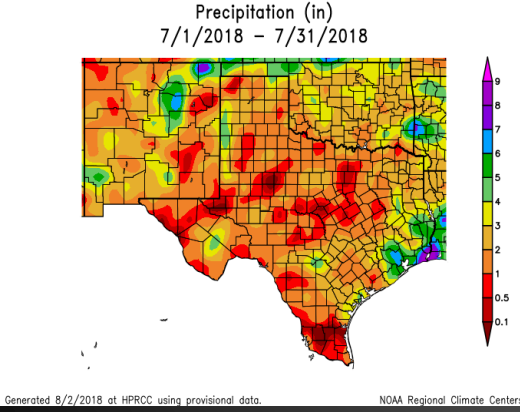 Precipitation (in)
7/1/2018 – 7/31/2018
9
8
7
6
5
4
3
2
1
0.5
0.1
Generated 8/2/2018 at HPRCC using provisional data.
NOAA Regional Climate Centers